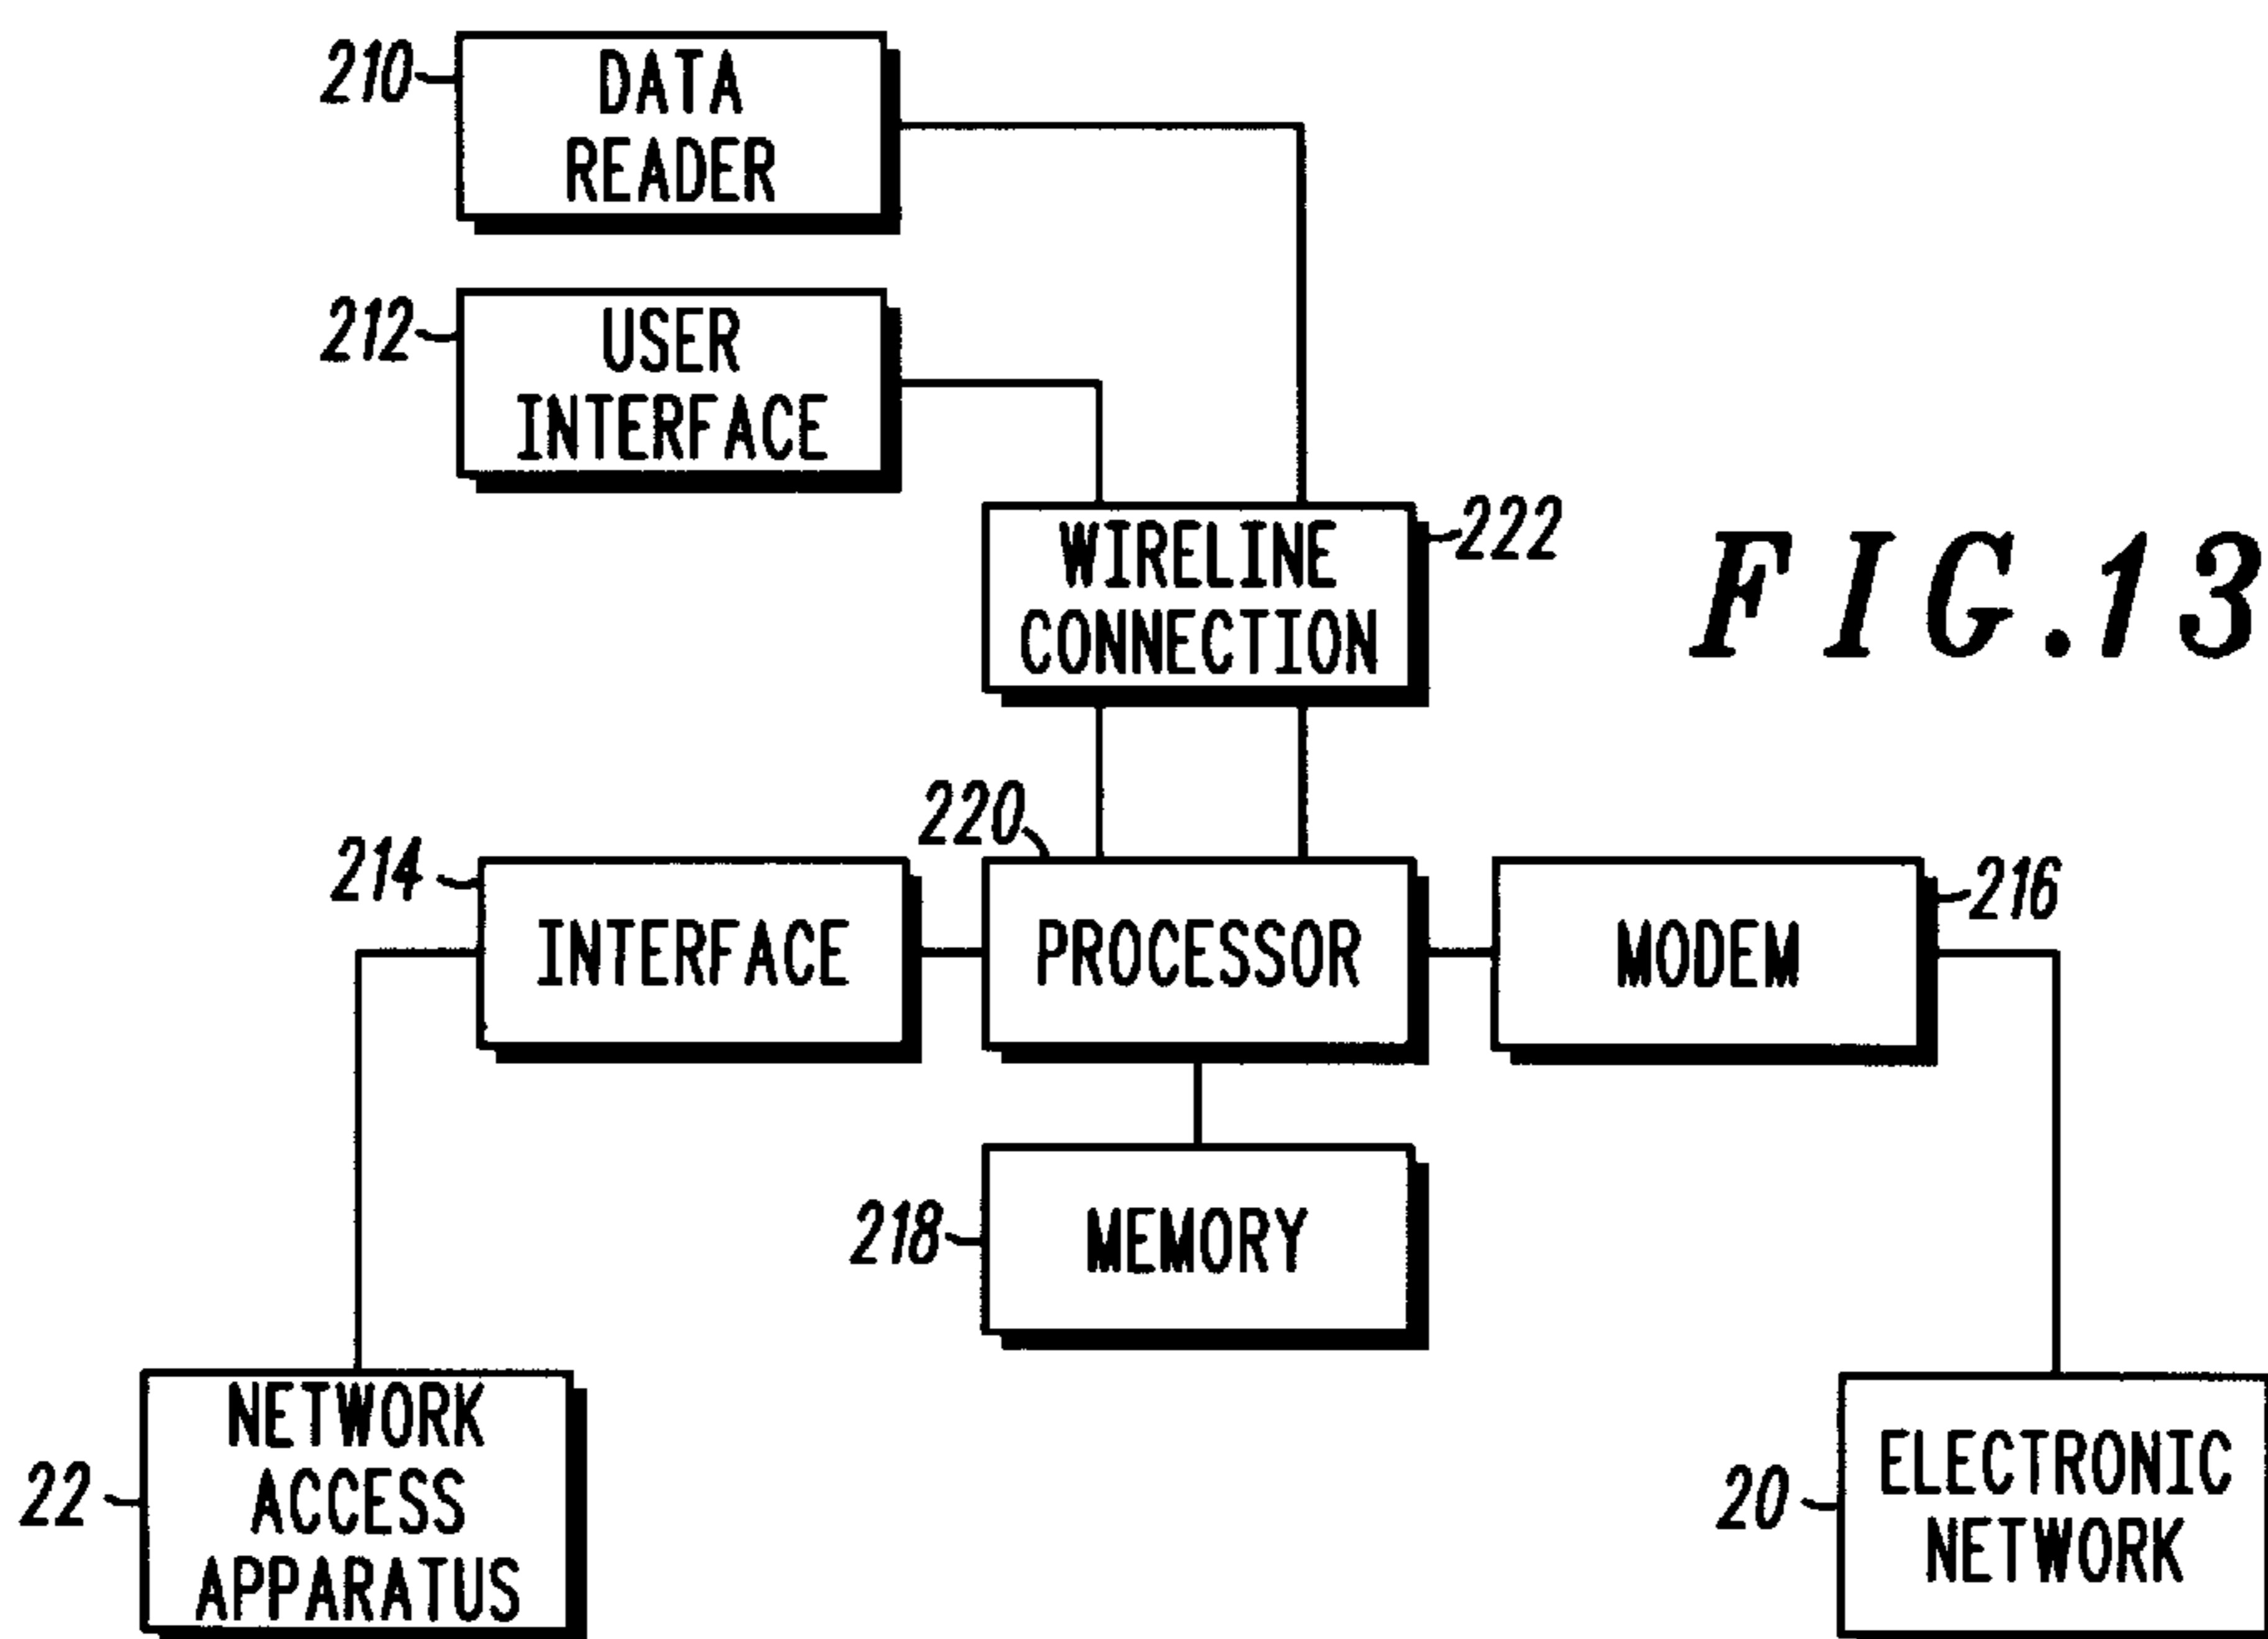 210
DATA
READER
212
USER
INTERFACE
WIRELINE
CONNECTION
222
FIG.13
220
214
INTERFACE
PROCESSOR
MODEM
216
218
MEMORY
22
NETWORK
ACCESS
APPARATUS
20
ELECTRONIC
NETWORK